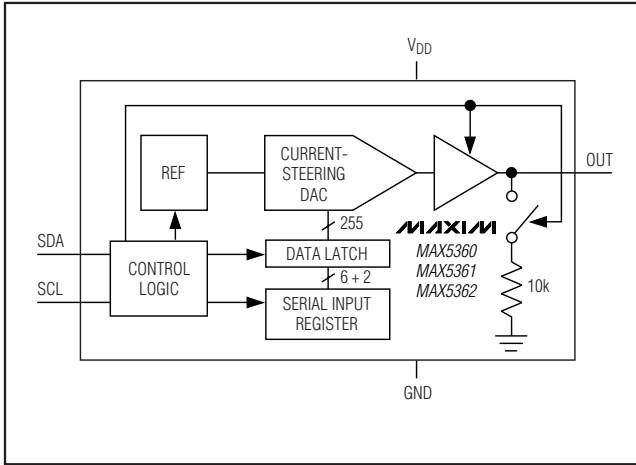 VDD
REF
CURRENT-
STEERING
DAC
OUT
255
MAXIM
MAX5360
MAX5361
MAX5362
SDA
SCL
CONTROL
LOGIC
DATA LATCH
6 + 2
SERIAL INPUT
REGISTER
10k
GND